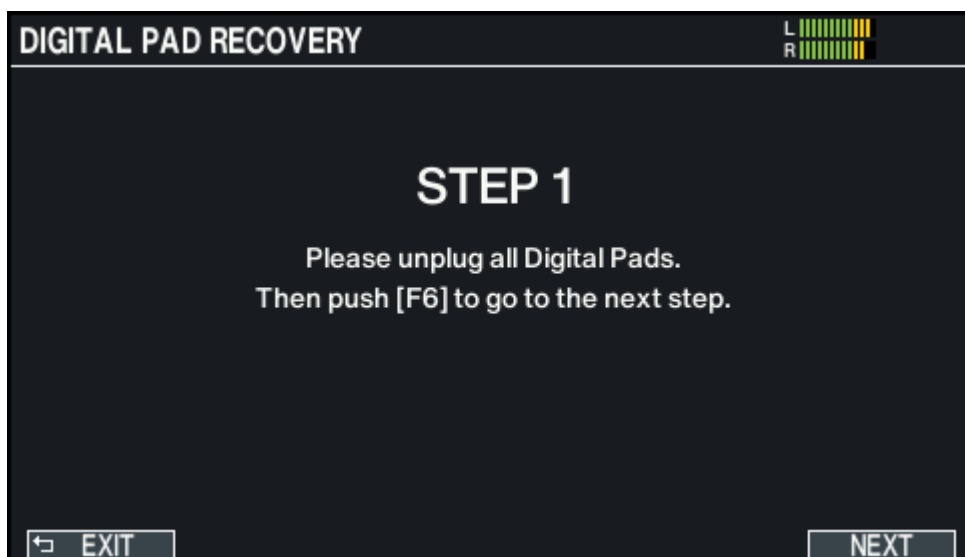 DIGITAL PAD RECOVERY
L
R
STEP 1
Please unplug all Digital Pads.
Then push [F6] to go to the next step.
EXIT
NEXT